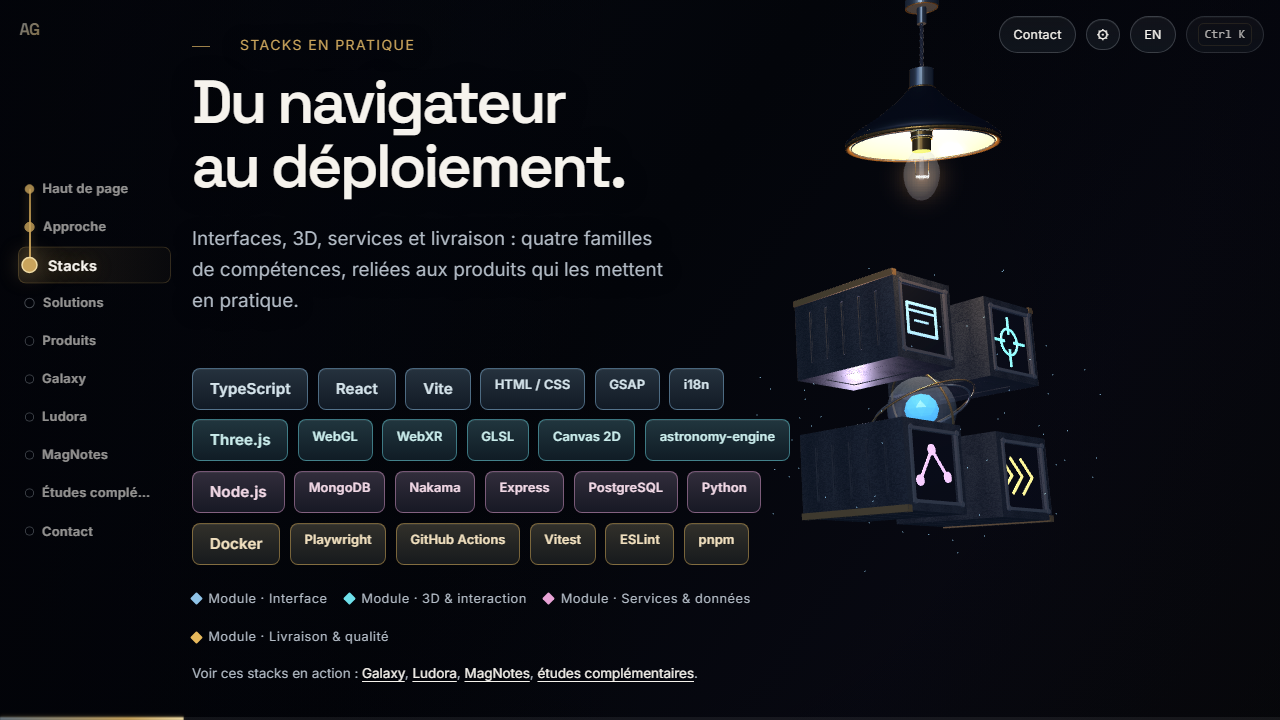 AG
Contact
EN
Ctrl K
STACKS EN PRATIQUE
Du navigateur
au déploiement.
Interfaces, 3D, services et livraison : quatre familles
de compétences, reliées aux produits qui les mettent
en pratique.
Haut de page
Approche
Stacks
Solutions
Produits
Galaxy
Ludora
MagNotes
Études complé...
Contact
TypeScript React Vite HTML / CSS GSAP i18n
Three.js WebGL WebXR GLSL Canvas 2D astronomy-engine
Node.js MongoDB Nakama Express PostgreSQL Python
Docker Playwright GitHub Actions Vitest ESLint pnpm
Module · Interface Module · 3D & interaction Module · Services & données
Module · Livraison & qualité
Voir ces stacks en action : Galaxy, Ludora, MagNotes, études complémentaires.